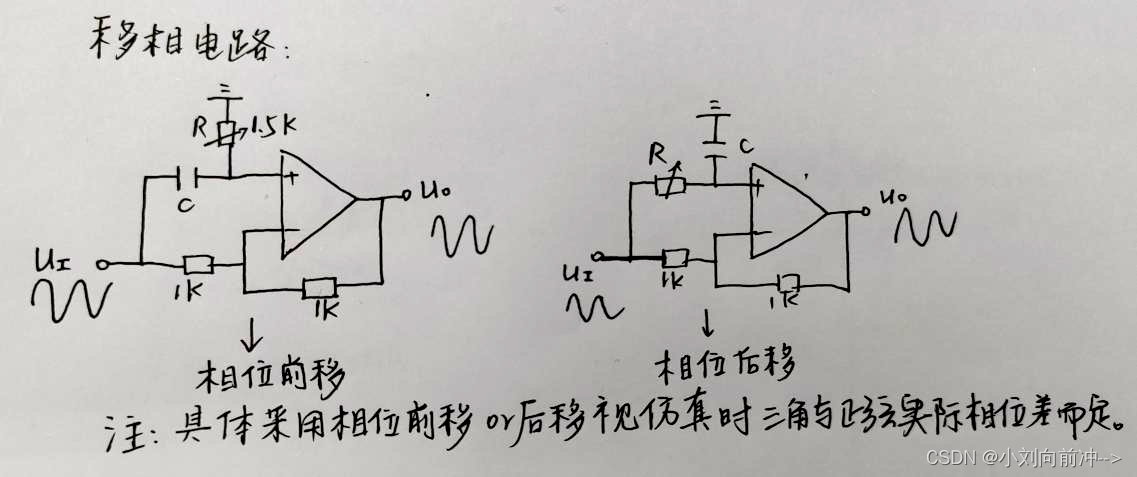 移相电路:
R 1.5K
C
+
-
Uo
UI
1K
1K
相位前移
R
C
+
-
Uo
UI
1K
1K
相位后移
注: 具体采用相位前移or后移视仿真时三角与正弦实际相位差而定。
CSDN @小刘向前冲-->